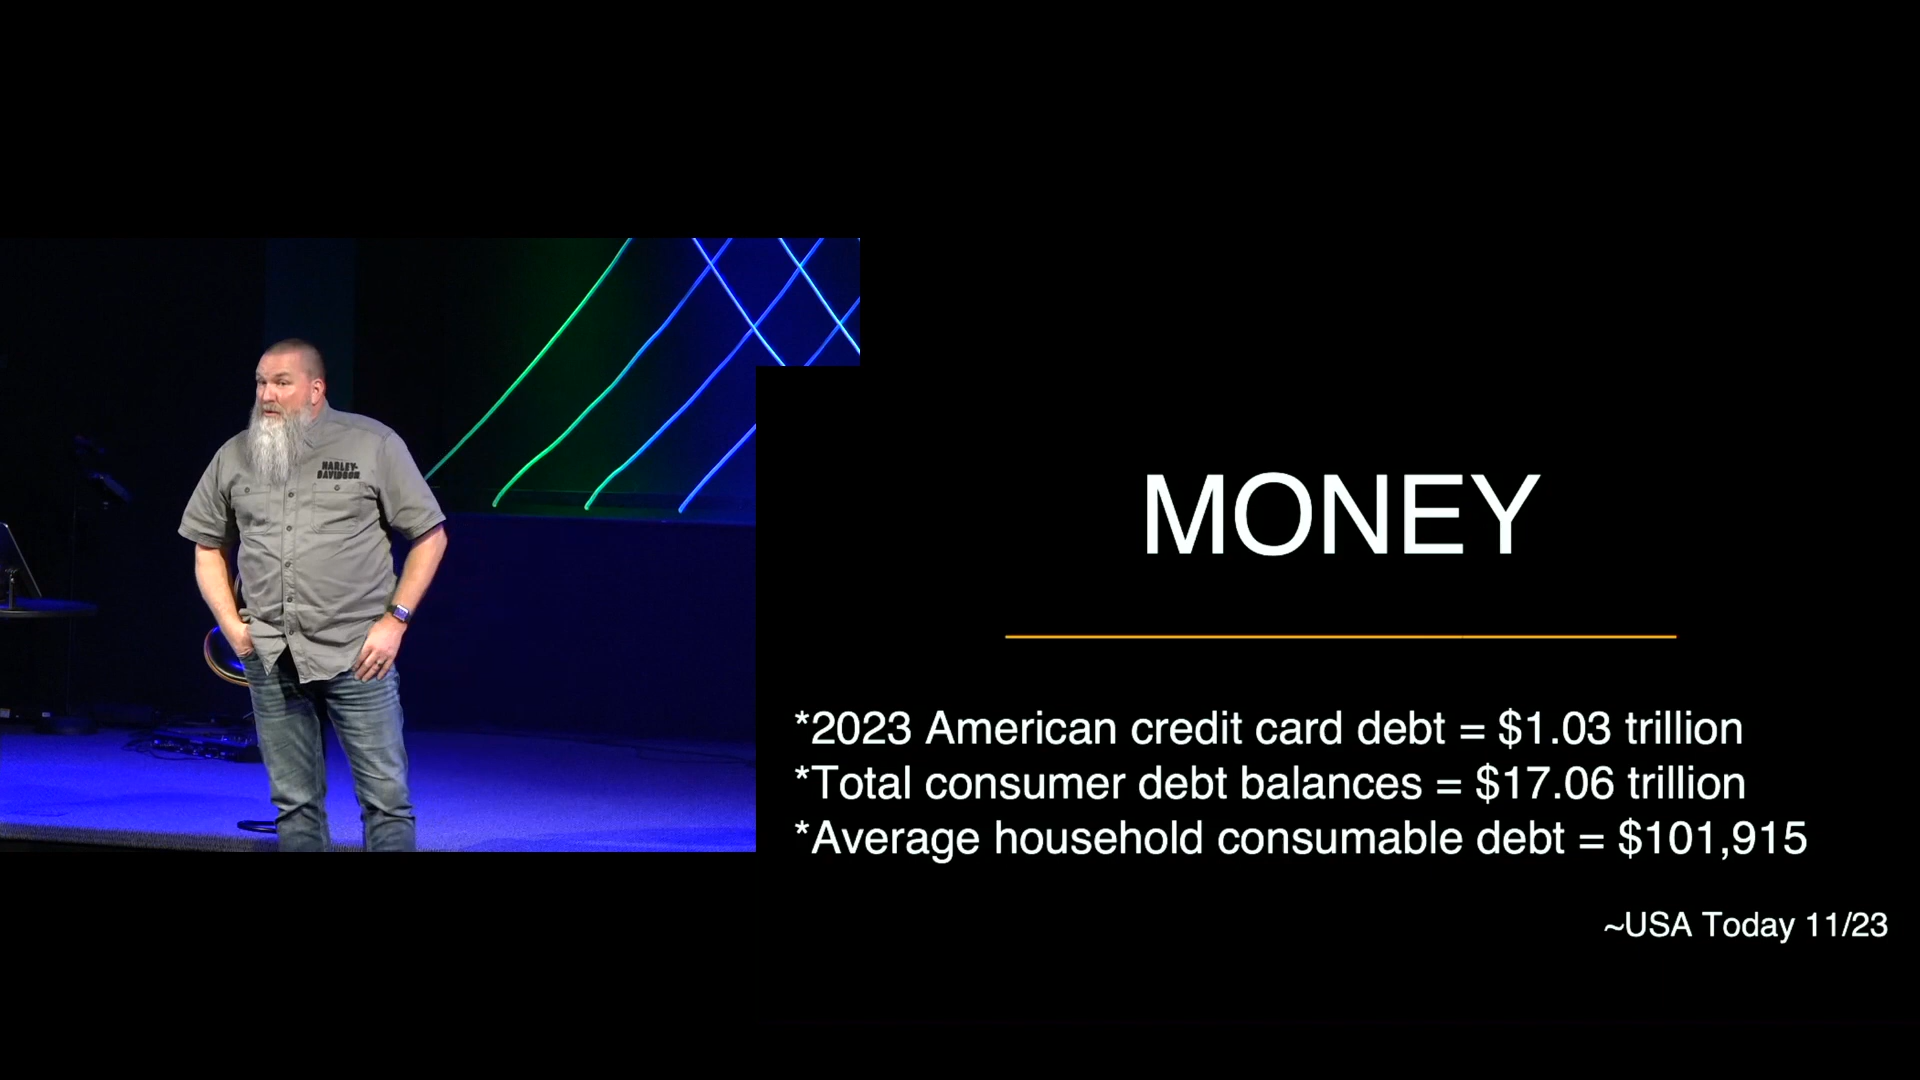 HARLEY-
DAVIDSON
MONEY
*2023 American credit card debt = $1.03 trillion
*Total consumer debt balances = $17.06 trillion
*Average household consumable debt = $101,915
~USA Today 11/23